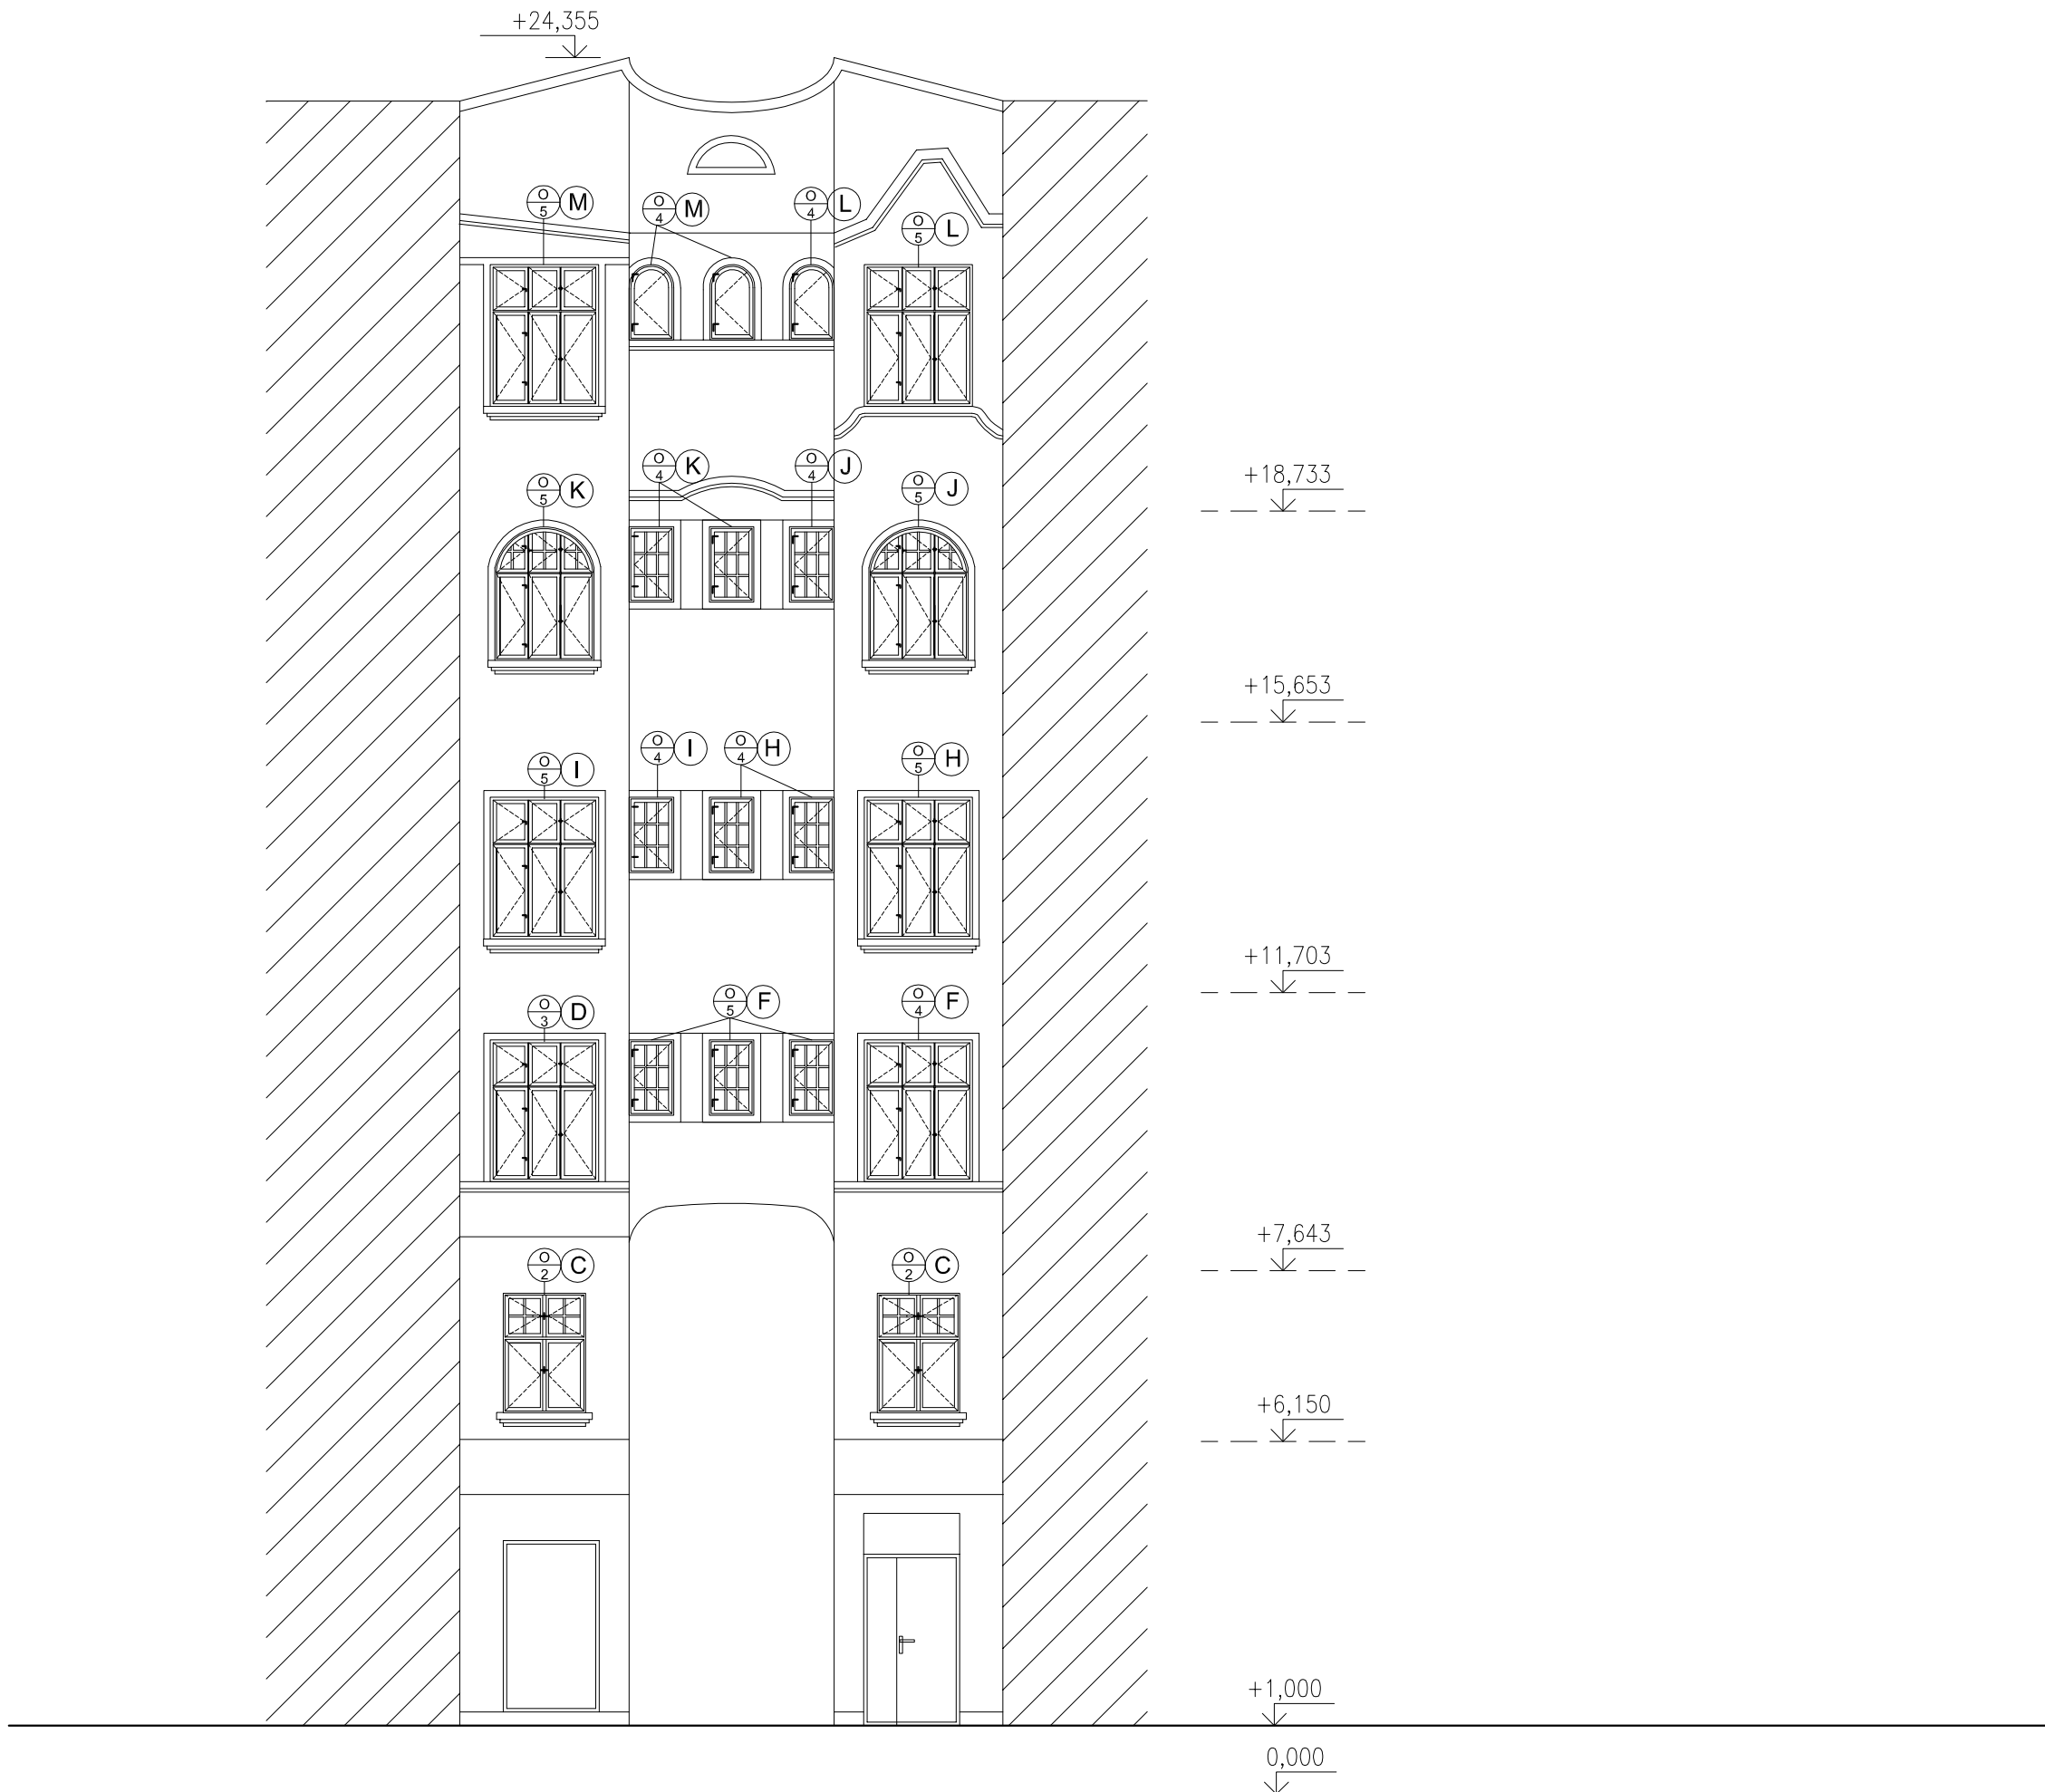 +24,355
O 5 M
O 4 M
O 4 L
O 5 L
O 5 K
O 4 K
O 4 J
O 5 J
+18,733
+15,653
O 5 I
O 4 I
O 4 H
O 5 H
+11,703
O 3 D
O 5 F
O 4 F
+7,643
O 2 C
O 2 C
+6,150
+1,000
0,000